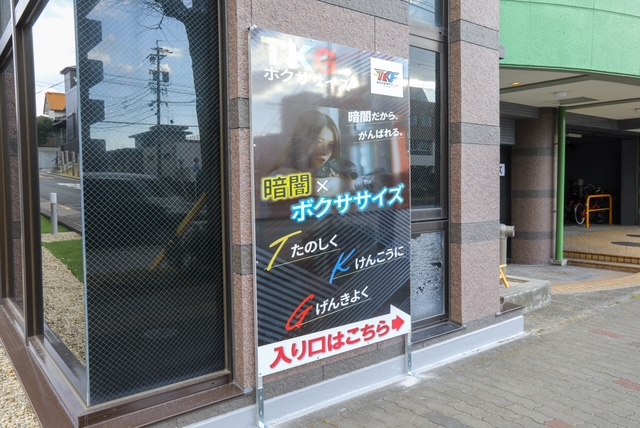 TKG
ボクササイズ
TKF
暗闇だから、
がんばれる。
暗闇×
ボクササイズ
Tたのしく
Kけんこうに
Gげんきよく
入り口はこちら➡